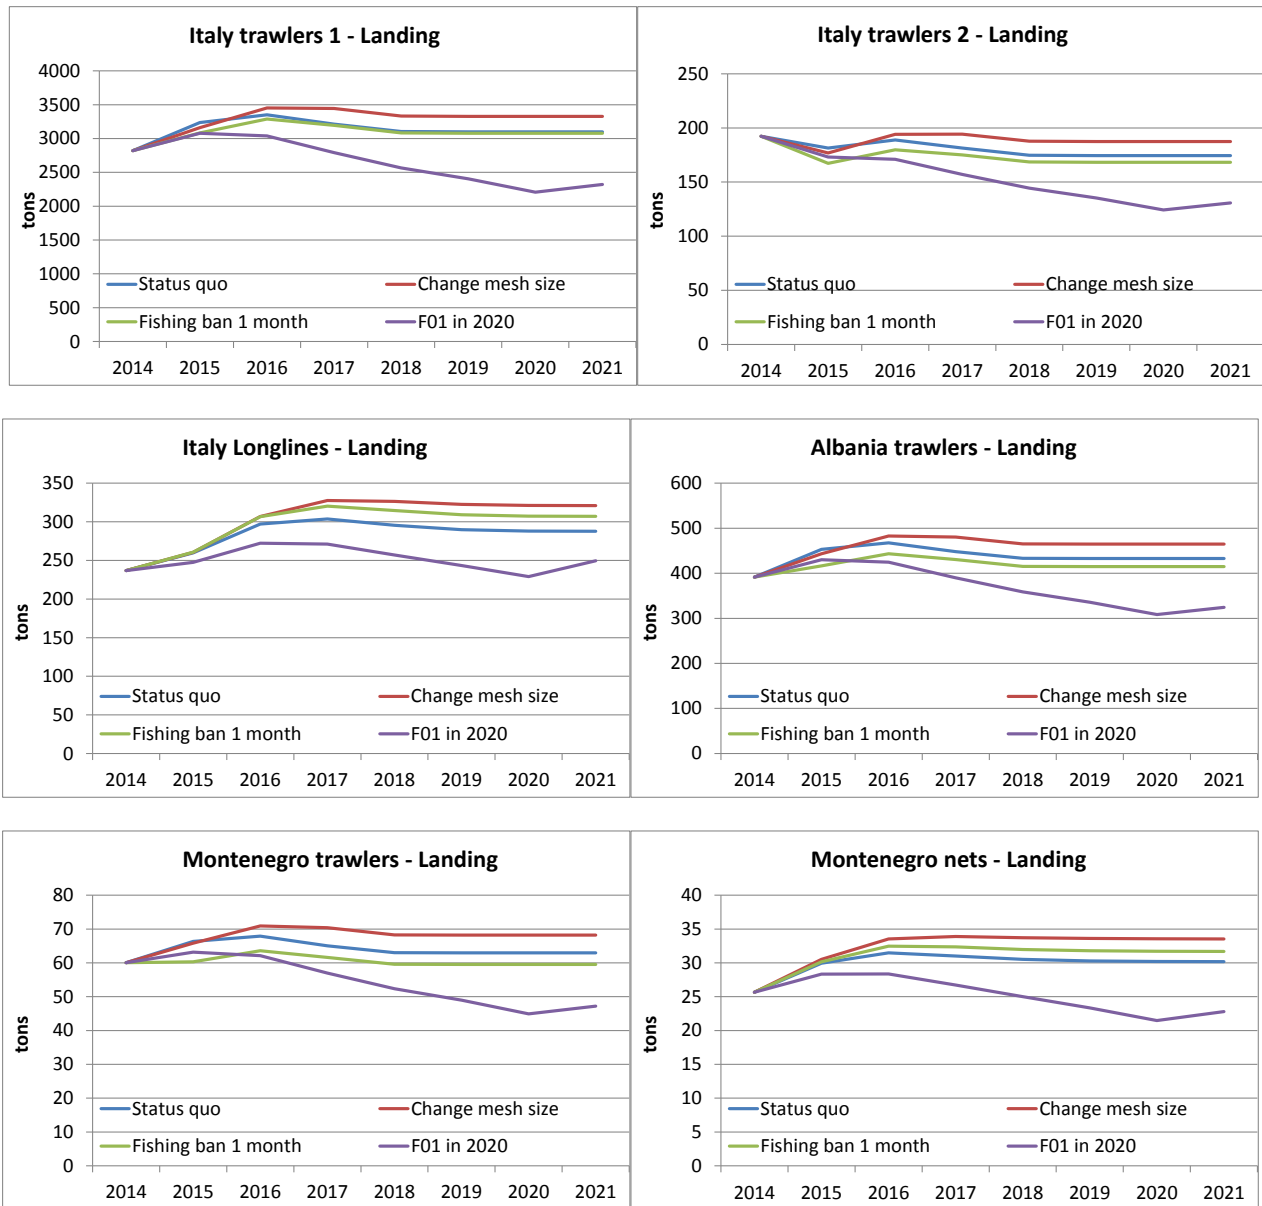 Italy trawlers 1 - Landing
4000
3500
3000
2500
2000
1500
1000
500
0
tons
Status quo
Change mesh size
Fishing ban 1 month
F01 in 2020
2014 2015 2016 2017 2018 2019 2020 2021
Italy trawlers 2 - Landing
250
200
150
100
50
0
tons
Status quo
Change mesh size
Fishing ban 1 month
F01 in 2020
2014 2015 2016 2017 2018 2019 2020 2021
Italy Longlines - Landing
350
300
250
200
150
100
50
0
tons
Status quo
Change mesh size
Fishing ban 1 month
F01 in 2020
2014 2015 2016 2017 2018 2019 2020 2021
Albania trawlers - Landing
600
500
400
300
200
100
0
tons
Status quo
Change mesh size
Fishing ban 1 month
F01 in 2020
2014 2015 2016 2017 2018 2019 2020 2021
Montenegro trawlers - Landing
80
70
60
50
40
30
20
10
0
tons
Status quo
Change mesh size
Fishing ban 1 month
F01 in 2020
2014 2015 2016 2017 2018 2019 2020 2021
Montenegro nets - Landing
40
35
30
25
20
15
10
5
0
tons
Status quo
Change mesh size
Fishing ban 1 month
F01 in 2020
2014 2015 2016 2017 2018 2019 2020 2021